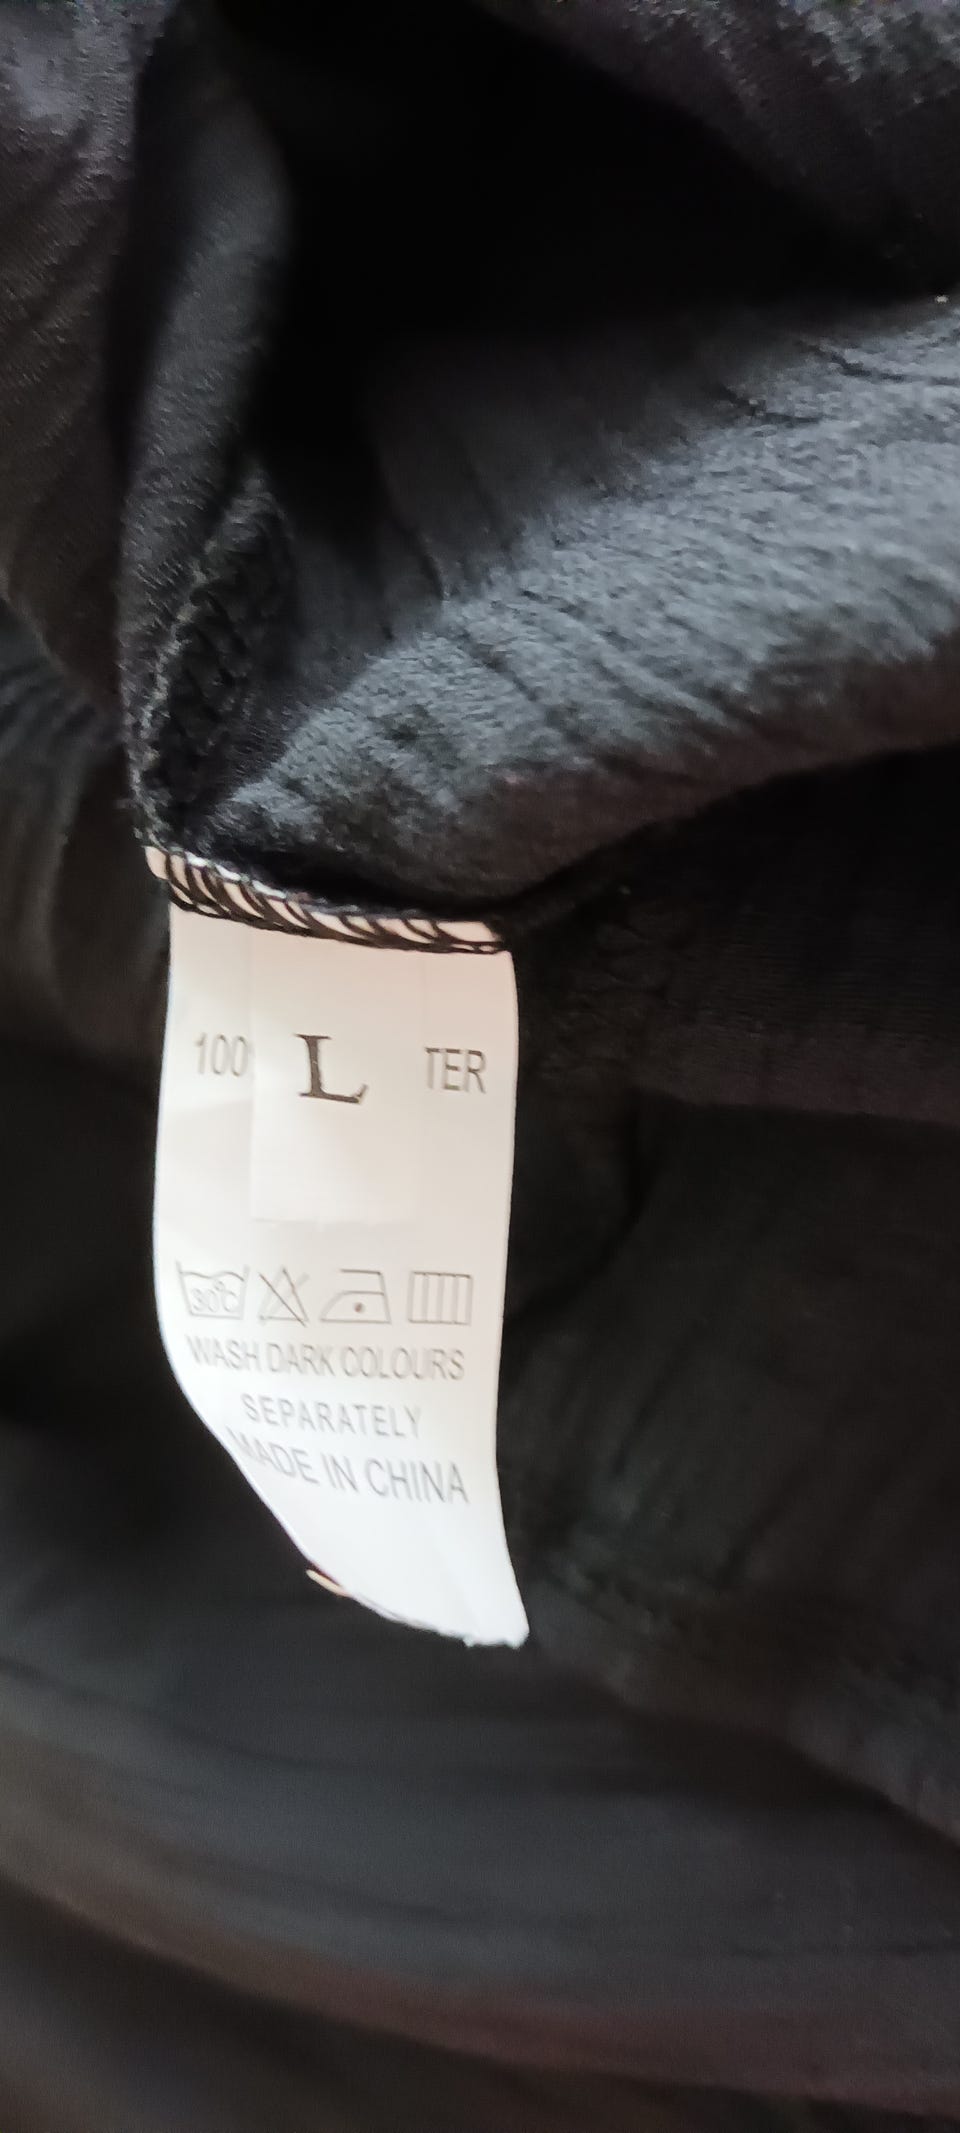 100 L TER
30°C
WASH DARK COLOURS
SEPARATELY
MADE IN CHINA